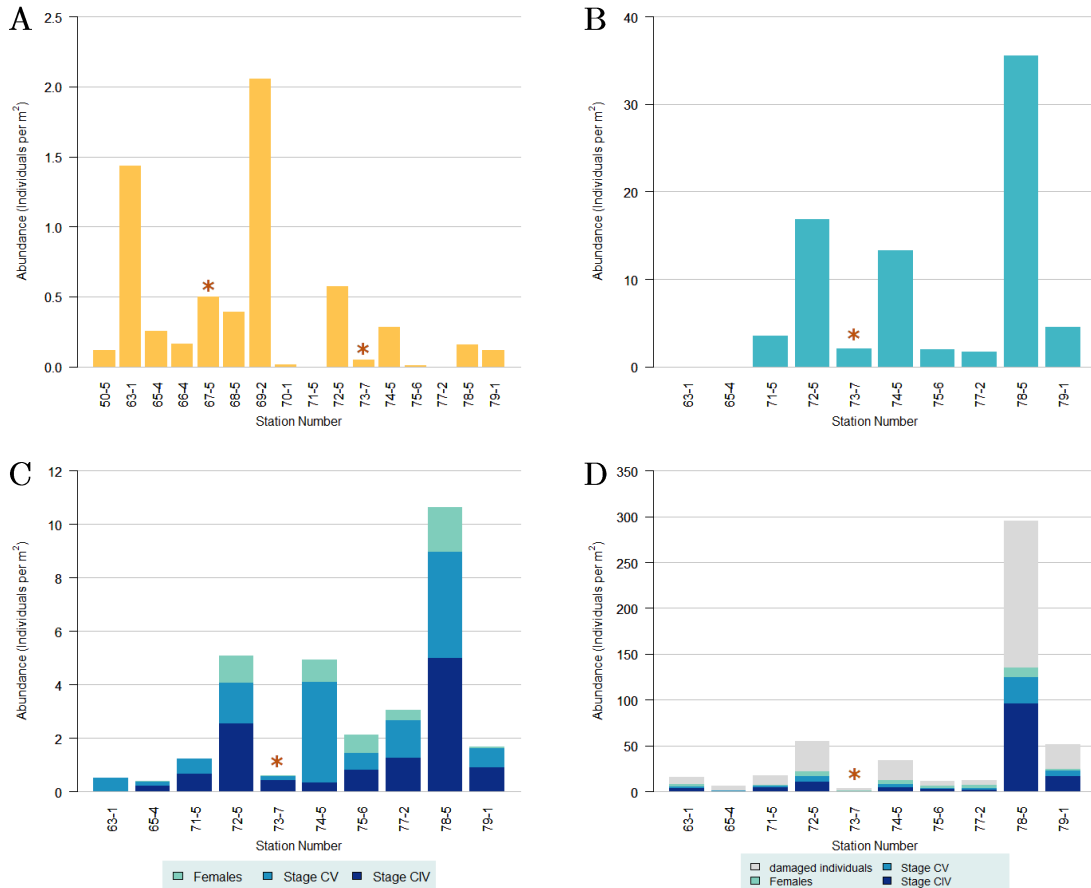 A
Abundance (Individuals per m²)
2.5
2.0
1.5
1.0
0.5
0.0
*
*
50-5 63-1 65-4 66-4 67-5 68-5 69-2 70-1 71-5 72-5 73-7 74-5 75-6 77-2 78-5 79-1
Station Number
B
Abundance (Individuals per m²)
40
30
20
10
0
*
63-1 65-4 71-5 72-5 73-7 74-5 75-6 77-2 78-5 79-1
Station Number
C
Abundance (Individuals per m²)
12
10
8
6
4
2
0
*
63-1 65-4 71-5 72-5 73-7 74-5 75-6 77-2 78-5 79-1
Station Number
Females Stage CV Stage CIV
D
Abundance (Individuals per m²)
350
300
250
200
150
100
50
0
*
63-1 65-4 71-5 72-5 73-7 74-5 75-6 77-2 78-5 79-1
Station Number
damaged individuals Stage CV
Females Stage CIV